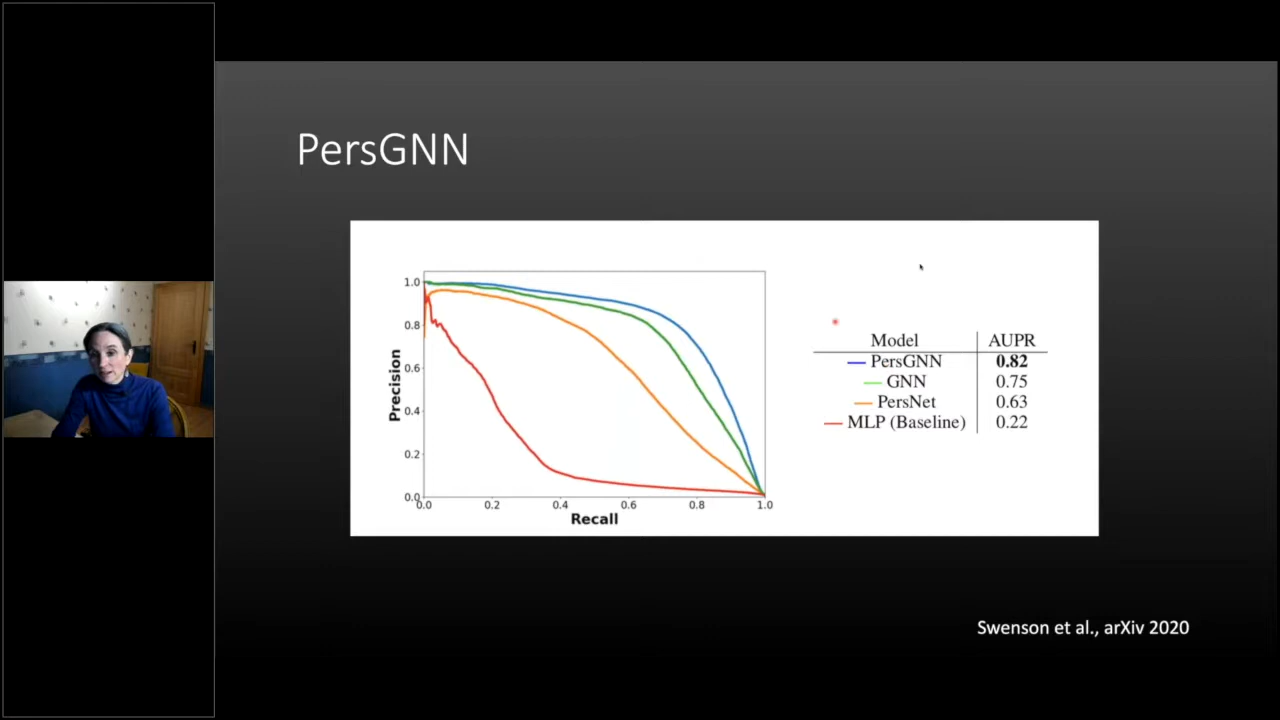 PersGNN
1.0
0.8
0.6
0.4
0.2
0.0
Precision
0.0 0.2 0.4 0.6 0.8 1.0
Recall
Model AUPR
PersGNN 0.82
GNN 0.75
PersNet 0.63
MLP (Baseline) 0.22
Swenson et al., arXiv 2020